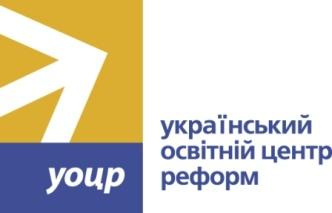 український
освітній центр
реформ
уоцр